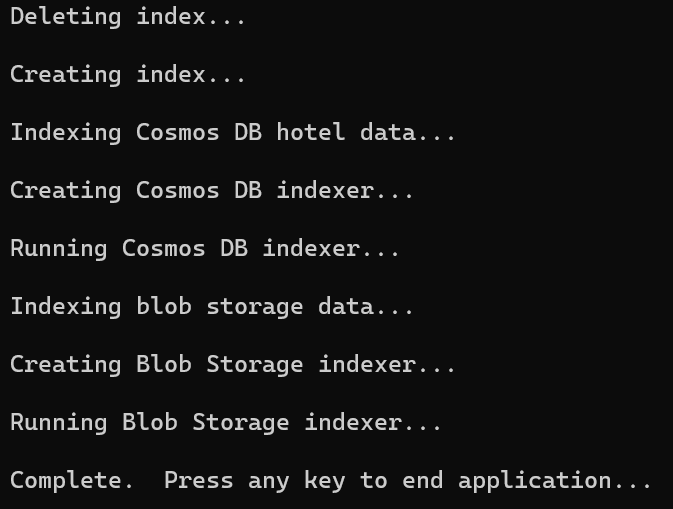 Deleting index...
Creating index...
Indexing Cosmos DB hotel data...
Creating Cosmos DB indexer...
Running Cosmos DB indexer...
Indexing blob storage data...
Creating Blob Storage indexer...
Running Blob Storage indexer...
Complete.  Press any key to end application...